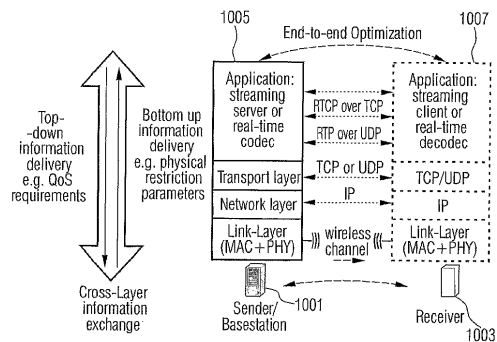 1005
End-to-end Optimization
1007
Top-
-down
information
delivery
e.g. QoS
requirements
Bottom up
information
delivery
e.g. physical
restriction
parameters
Cross-Layer
information
exchange
Application:
streaming
server or
real-time
codec
Transport layer
Network layer
Link-Layer
(MAC+PHY)
RTCP over TCP
RTP over UDP
TCP or UDP
IP
wireless
channel
Application:
streaming
client or
real-time
decodec
TCP/UDP
IP
Link-Layer
(MAC+PHY)
1001
Sender/
Basestation
Receiver
1003